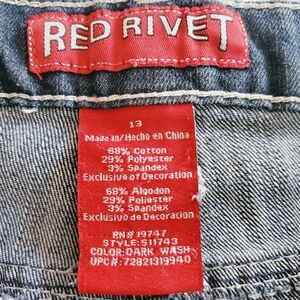 RED RIVET
13
Made in/Hecho en China
68% Cotton
29% Polyester
3% Spandex
Exclusive of Decoration
68% Algodon
29% Poliester
3% Spandex
Exclusivo de Decoracion
RN# 19747
STYLE: 511743
COLOR: DARK WASH
UPC#: 72821319940